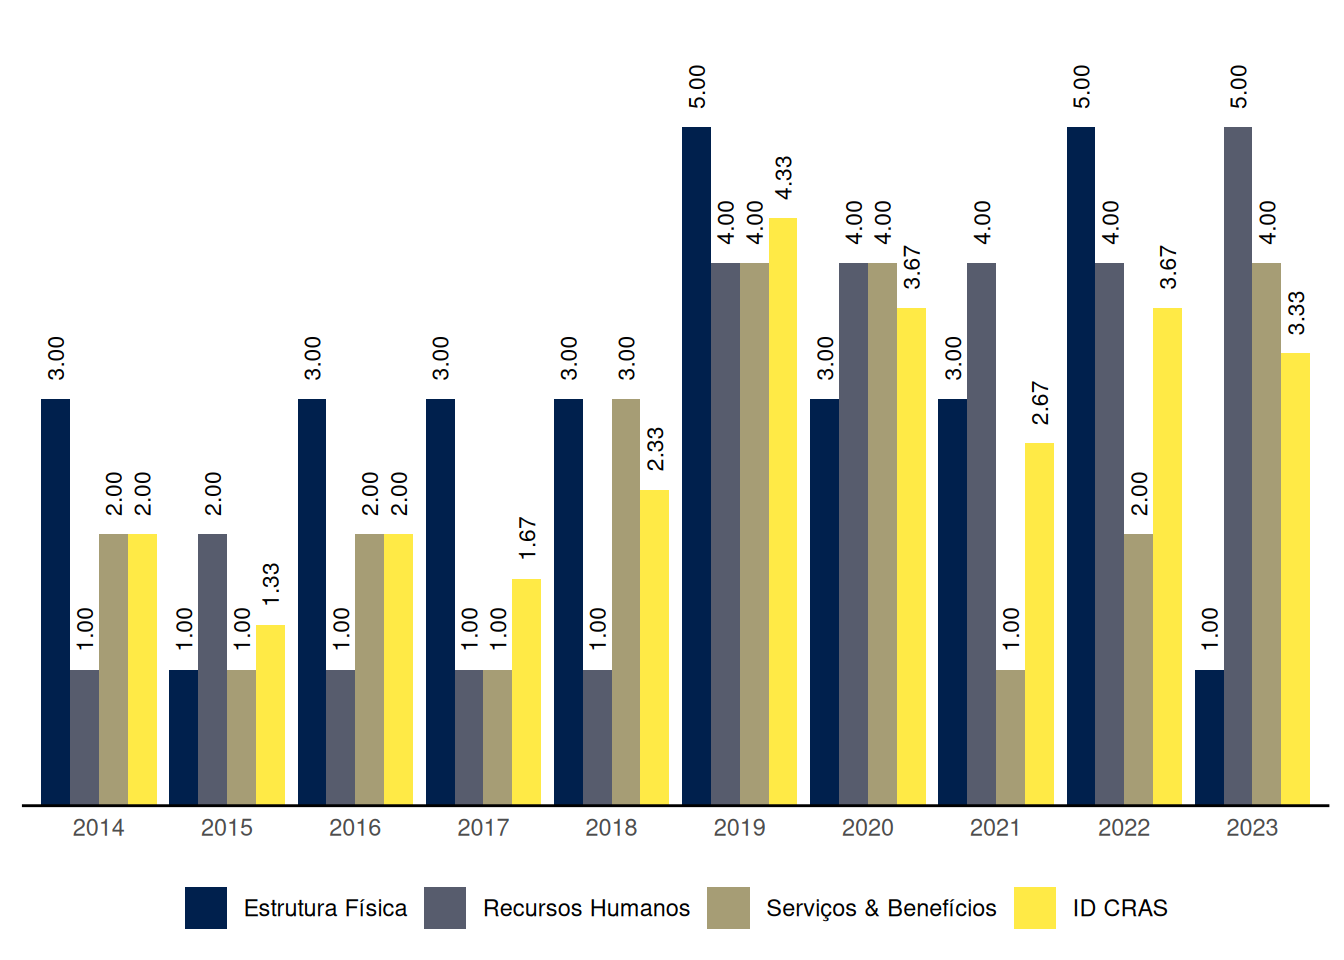 5.00 5.00 5.00
4.33
4.00 4.00 4.00 4.00 4.00 4.00 4.00
3.67 3.67
3.33
3.00 3.00 3.00 3.00 3.00 3.00 3.00
2.67
2.33
2.00 2.00 2.00 2.00 2.00 2.00
1.67
1.33
1.00 1.00 1.00 1.00 1.00 1.00 1.00 1.00 1.00
2014 2015 2016 2017 2018 2019 2020 2021 2022 2023
Estrutura Física Recursos Humanos Serviços & Benefícios ID CRAS